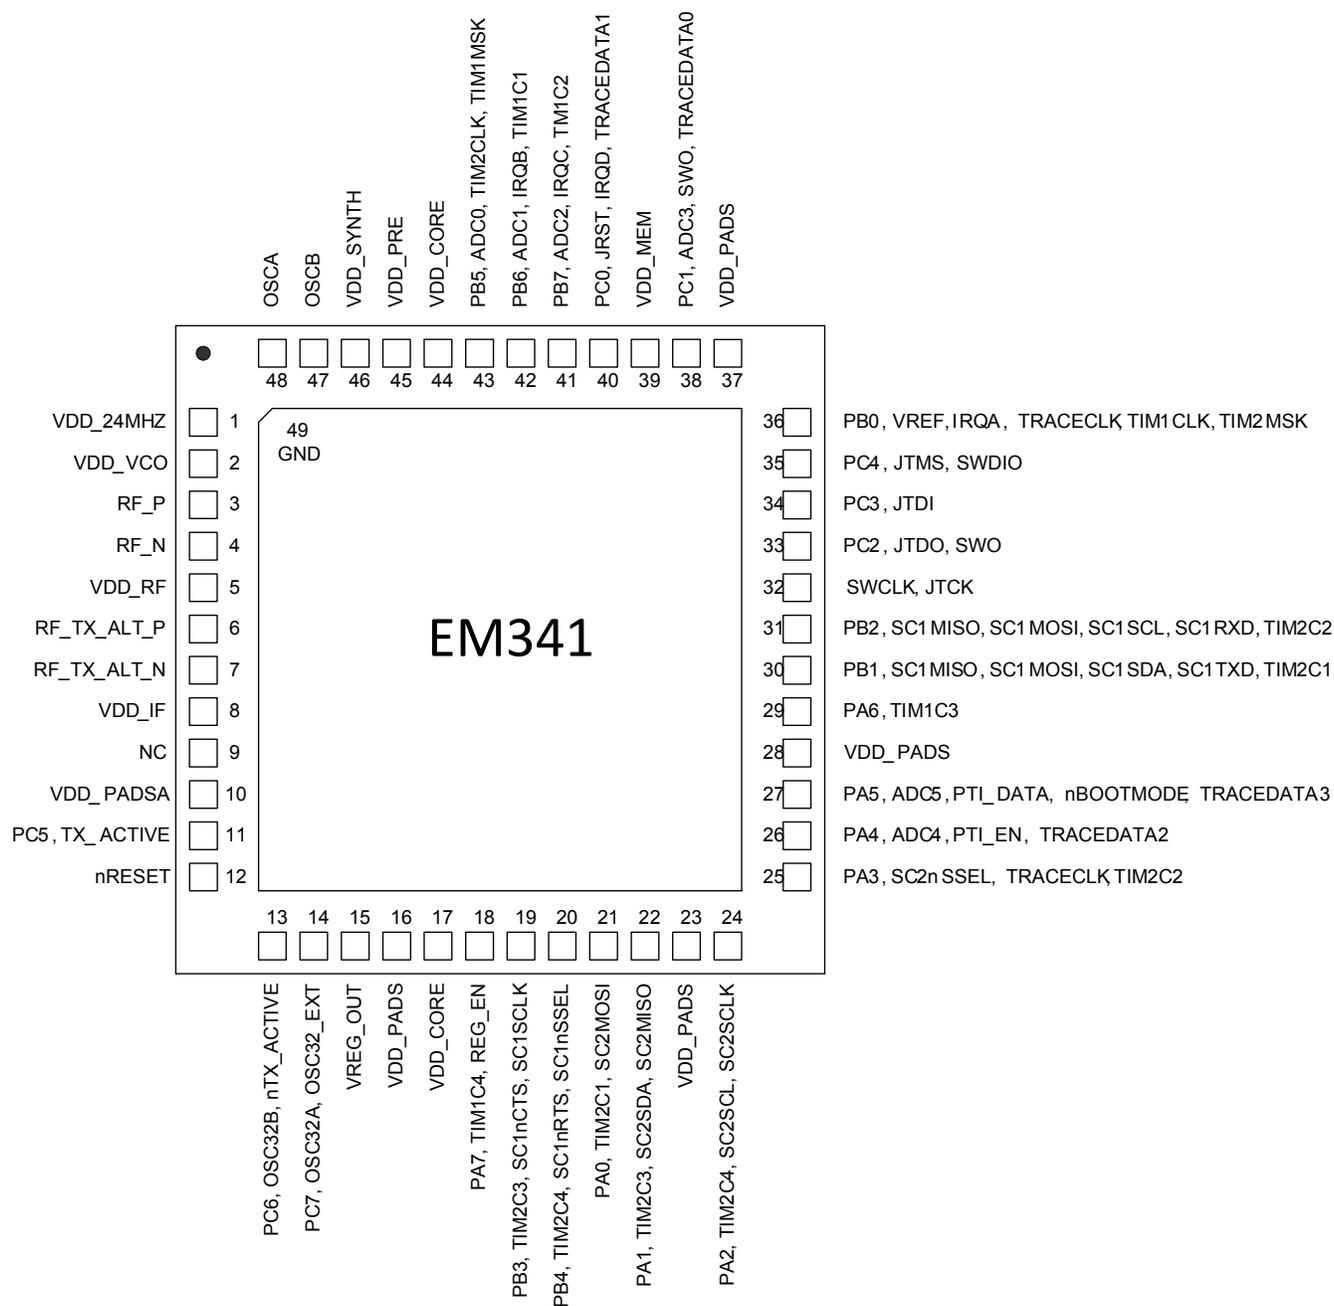 OSCA
OSCB
VDD_SYNTH
VDD_PRE
VDD_CORE
PB5, ADC0, TIM2CLK, TIM1MSK
PB6, ADC1, IRQB, TIM1C1
PB7, ADC2, IRQC, TM1C2
PC0, JRST, IRQD, TRACEDATA1
VDD_MEM
PC1, ADC3, SWO, TRACEDATA0
VDD_PADS
48 47 46 45 44 43 42 41 40 39 38 37
VDD_24MHZ 1
VDD_VCO 2
RF_P 3
RF_N 4
VDD_RF 5
RF_TX_ALT_P 6
RF_TX_ALT_N 7
VDD_IF 8
NC 9
VDD_PADSA 10
PC5, TX_ACTIVE 11
nRESET 12
49
GND
EM341
36 PB0, VREF, IRQA, TRACECLK, TIM1CLK, TIM2MSK
35 PC4, JTMS, SWDIO
34 PC3, JTDI
33 PC2, JTDO, SWO
32 SWCLK, JTCK
31 PB2, SC1MISO, SC1MOSI, SC1SCL, SC1RXD, TIM2C2
30 PB1, SC1MISO, SC1MOSI, SC1SDA, SC1TXD, TIM2C1
29 PA6, TIM1C3
28 VDD_PADS
27 PA5, ADC5, PTI_DATA, nBOOTMODE, TRACEDATA3
26 PA4, ADC4, PTI_EN, TRACEDATA2
25 PA3, SC2nSSEL, TRACECLK, TIM2C2
13 14 15 16 17 18 19 20 21 22 23 24
PC6, OSC32B, nTX_ACTIVE
PC7, OSC32A, OSC32_EXT
VREG_OUT
VDD_PADS
VDD_CORE
PA7, TIM1C4, REG_EN
PB3, TIM2C3, SC1nCTS, SC1SCLK
PB4, TIM2C4, SC1nRTS, SC1nSSEL
PA0, TIM2C1, SC2MOSI
PA1, TIM2C3, SC2SDA, SC2MISO
VDD_PADS
PA2, TIM2C4, SC2SCL, SC2SCLK